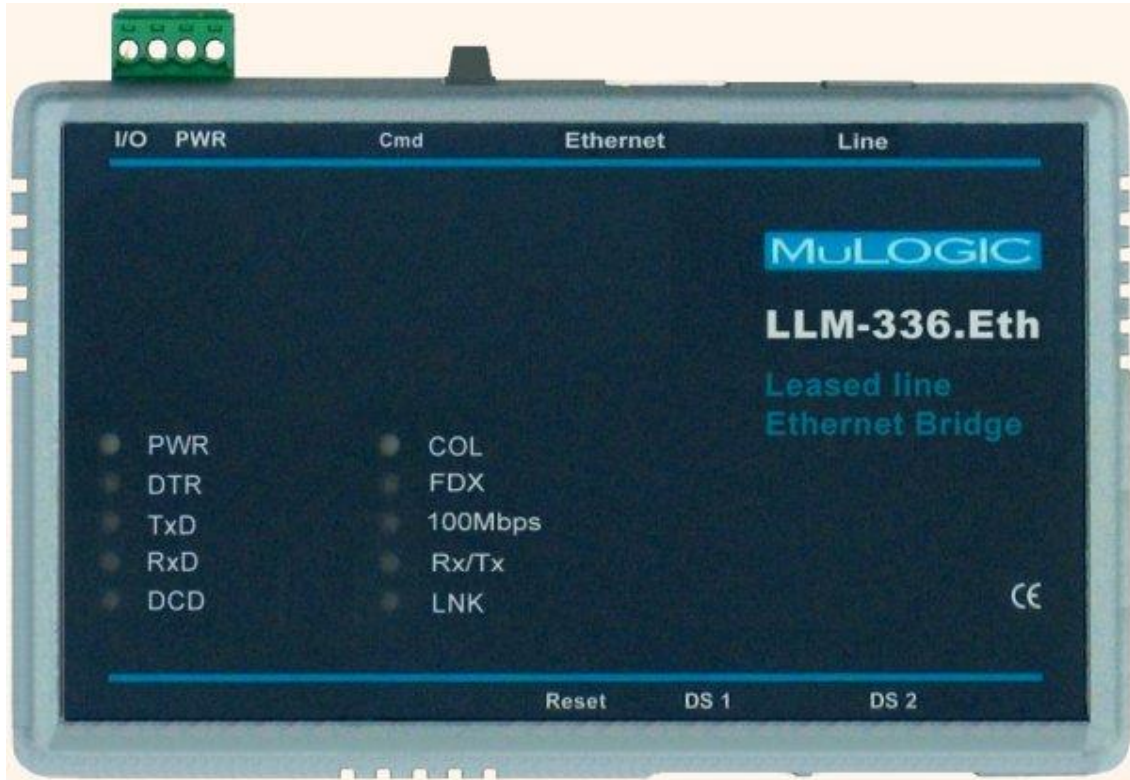 I/O PWR Cmd Ethernet Line
MULOGIC
LLM-336.Eth
Leased line
Ethernet Bridge
PWR COL
DTR FDX
TxD 100Mbps
RxD Rx/Tx
DCD LNK
CE
Reset DS 1 DS 2